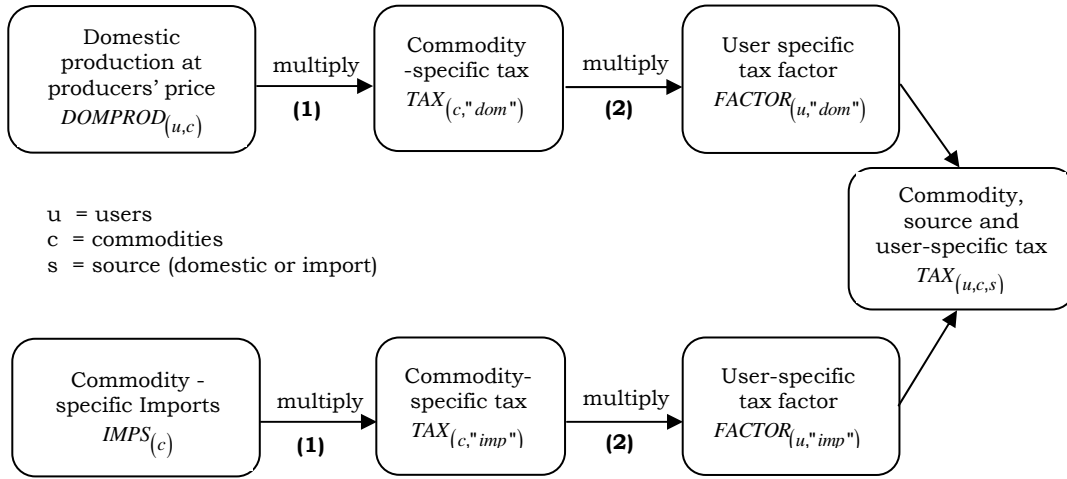 Domestic
production at
producers' price
DOMPROD(u,c)
multiply
(1)
Commodity
-specific tax
TAX(c,"dom")
multiply
(2)
User specific
tax factor
FACTOR(u,"dom")
u = users
c = commodities
s = source (domestic or import)
Commodity,
source and
user-specific tax
TAX(u,c,s)
Commodity -
specific Imports
IMPS(c)
multiply
(1)
Commodity-
specific tax
TAX(c,"imp")
multiply
(2)
User-specific
tax factor
FACTOR(u,"imp")